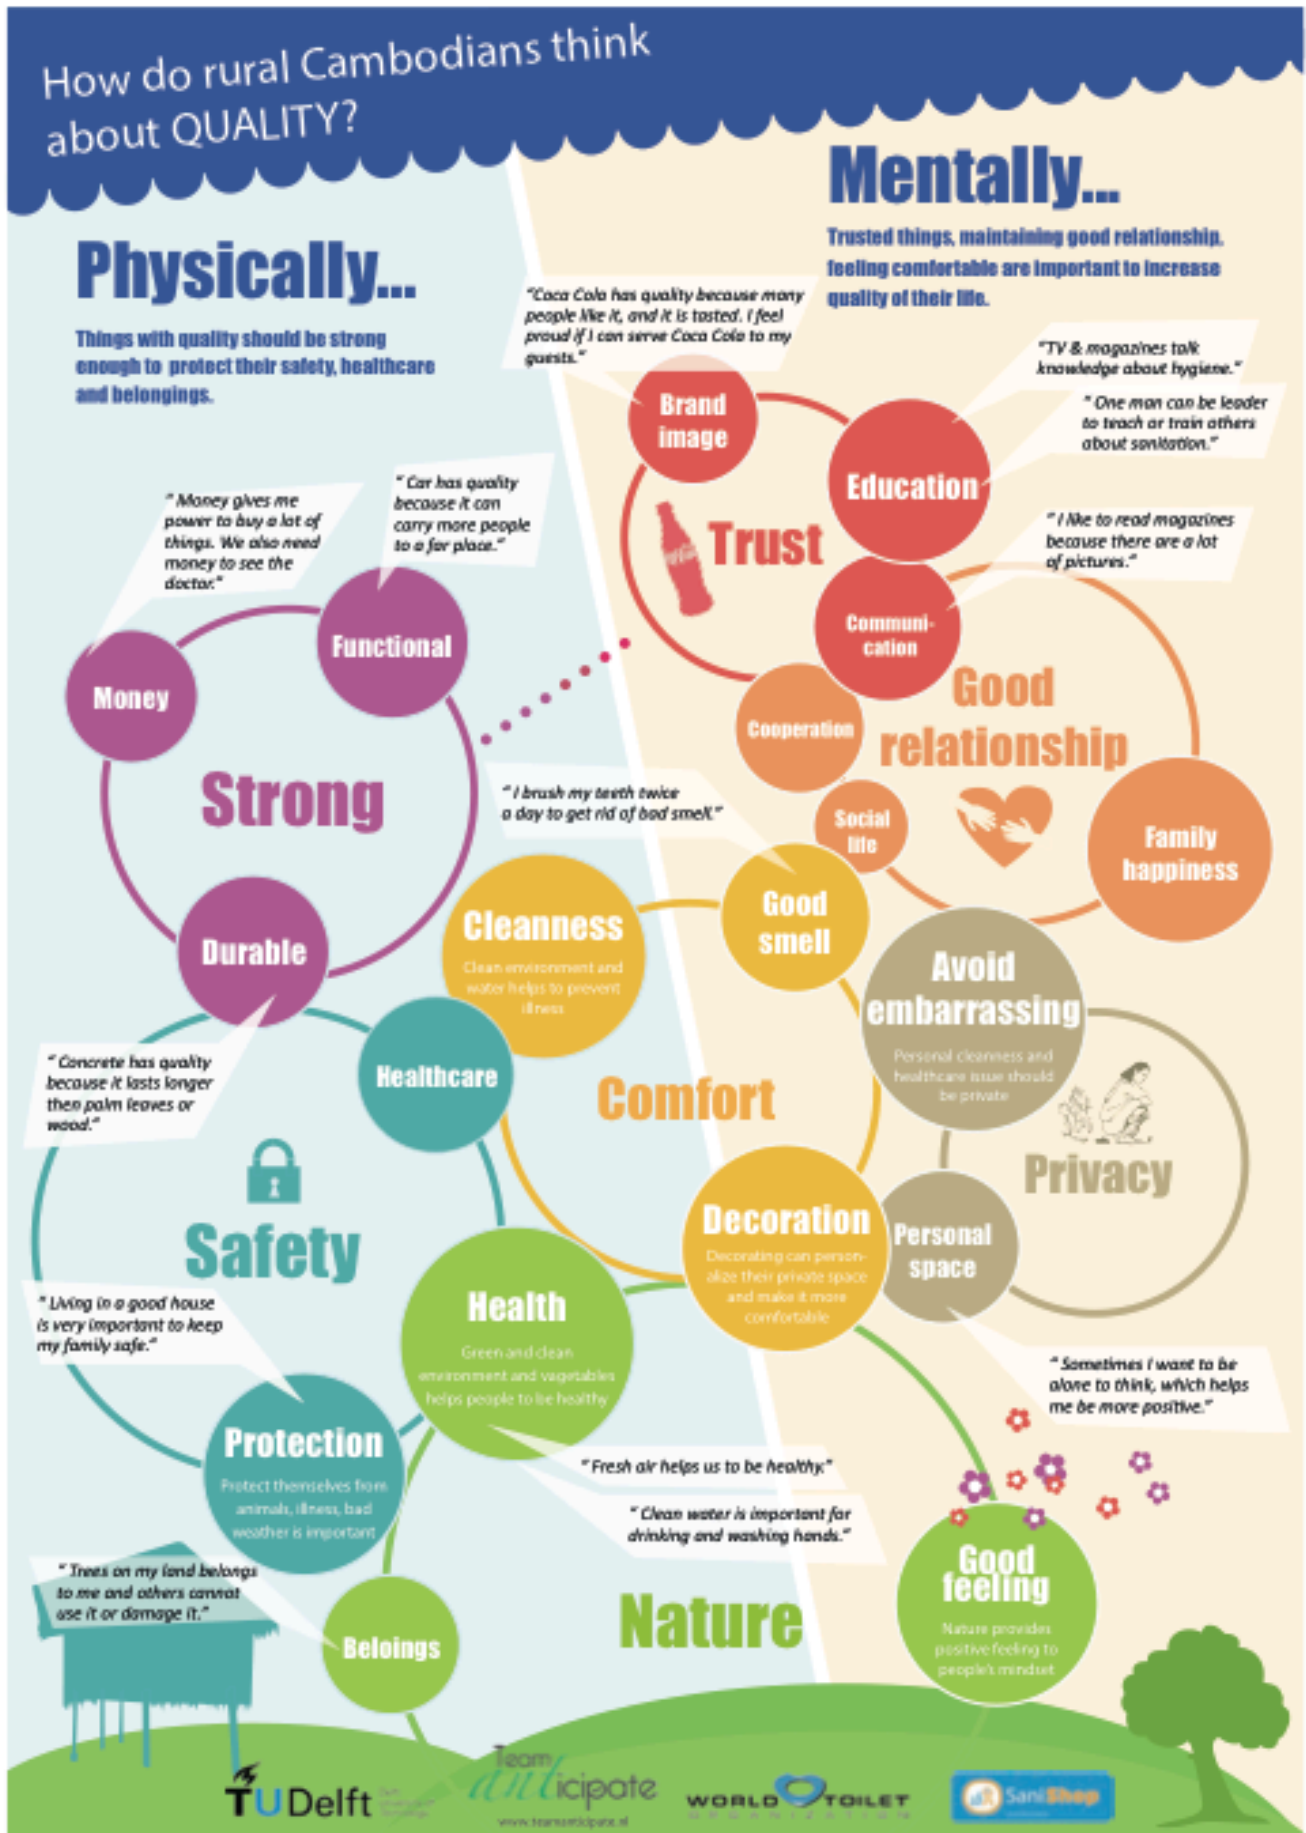 How do rural Cambodians think
about QUALITY?
Physically...
Things with quality should be strong
enough to protect their safety, healthcare
and belongings.
Mentally...
Trusted things, maintaining good relationship,
feeling comfortable are important to increase
quality of their life.
"Coca Cola has quality because many
people like it, and it is tasted. I feel
proud if I can serve Coca Cola to my
guests."
Brand
image
"TV & magazines talk
knowledge about hygiene."
" One man can be leader
to teach or train others
about sanitation."
Education
Trust
" I like to read magazines
because there are a lot
of pictures."
Communi-
cation
" Money gives me
power to buy a lot of
things. We also need
money to see the
doctor."
" Car has quality
because it can
carry more people
to a far place."
Functional
Money
Strong
Durable
" Concrete has quality
because it lasts longer
then palm leaves or
wood."
Cooperation
Good
relationship
Social
life
Family
happiness
" I brush my teeth twice
a day to get rid of bad smell."
Cleanness
Clean environment and
water helps to prevent
illness
Good
smell
Comfort
Healthcare
Avoid
embarrassing
Personal cleanness and
healthcare issue should
be private
Privacy
Personal
space
Decoration
Decorating can person-
alize their private space
and make it more
comfortable
" Sometimes I want to be
alone to think, which helps
me be more positive."
Safety
" Living in a good house
is very important to keep
my family safe."
Protection
Protect themselves from
animals, illness, bad
weather is important
Health
Green and clean
environment and vagetables
helps people to be healthy
" Fresh air helps us to be healthy."
" Clean water is important for
drinking and washing hands."
" Trees on my land belongs
to me and others cannot
use it or damage it."
Beloings
Nature
Good
feeling
Nature provides
positive feeling to
people's mindset
TU Delft
Team
anticipate
www.teamanticipate.nl
WORLD TOILET
ORGANIZATION
SaniShop